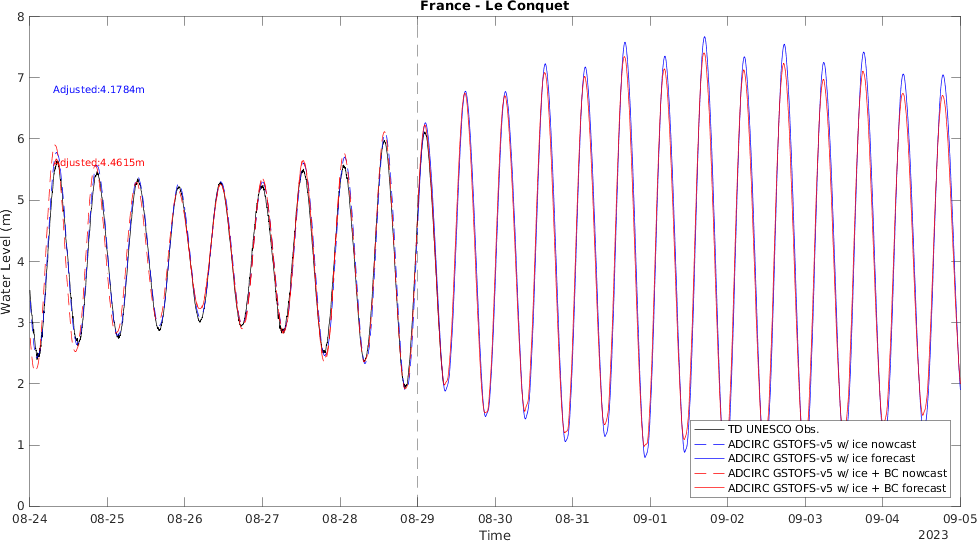 France - Le Conquet
Water Level (m)
8
7
6
5
4
3
2
1
0
Adjusted:4.1784m
Adjusted:4.4615m
TD UNESCO Obs.
ADCIRC GSTOFS-v5 w/ ice nowcast
ADCIRC GSTOFS-v5 w/ ice forecast
ADCIRC GSTOFS-v5 w/ ice + BC nowcast
ADCIRC GSTOFS-v5 w/ ice + BC forecast
08-24 08-25 08-26 08-27 08-28 08-29 08-30 08-31 09-01 09-02 09-03 09-04 09-05
Time
2023